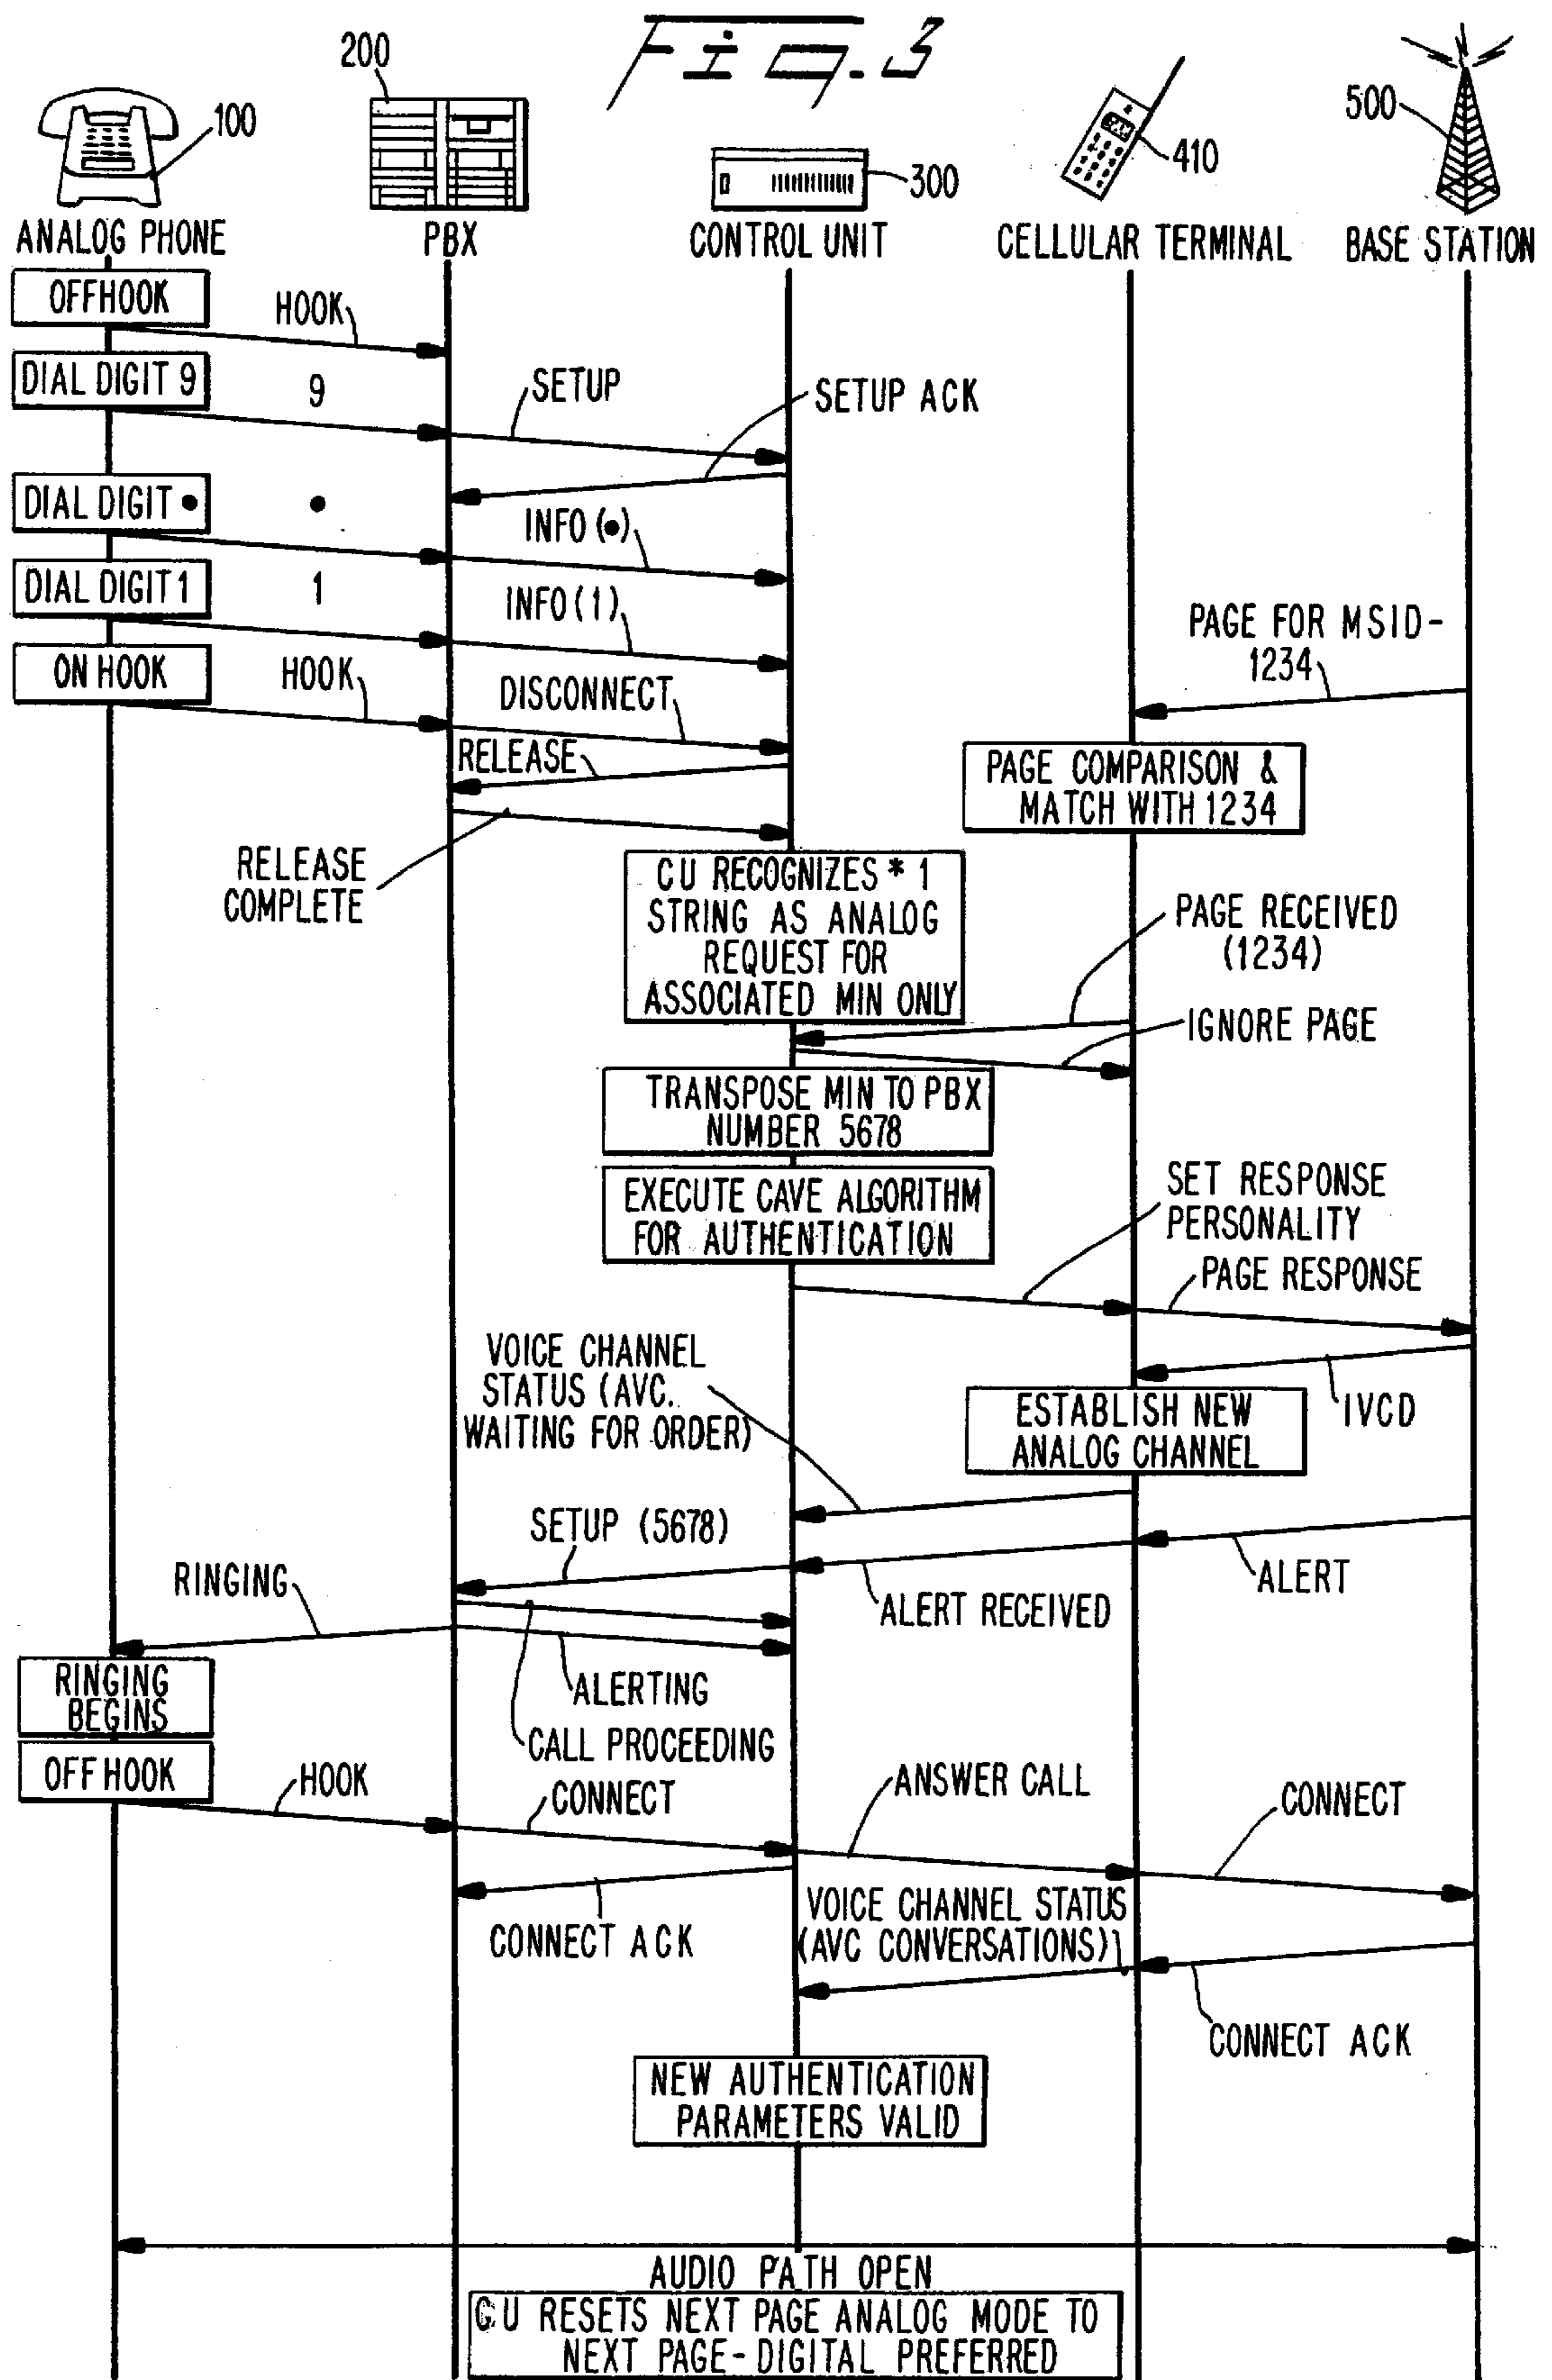 Fig. 3
200
100
300
410
500
ANALOG PHONE
PBX
CONTROL UNIT
CELLULAR TERMINAL
BASE STATION
OFFHOOK
HOOK
DIAL DIGIT 9
9
SETUP
SETUP ACK
DIAL DIGIT •
•
INFO (•)
DIAL DIGIT 1
1
INFO (1)
PAGE FOR MSID-
1234
ON HOOK
HOOK
DISCONNECT
RELEASE
PAGE COMPARISON &
MATCH WITH 1234
RELEASE
COMPLETE
CU RECOGNIZES * 1
STRING AS ANALOG
REQUEST FOR
ASSOCIATED MIN ONLY
PAGE RECEIVED
(1234)
IGNORE PAGE
TRANSPOSE MIN TO PBX
NUMBER 5678
EXECUTE CAVE ALGORITHM
FOR AUTHENTICATION
SET RESPONSE
PERSONALITY
PAGE RESPONSE
VOICE CHANNEL
STATUS (AVC.
WAITING FOR ORDER)
IVCD
ESTABLISH NEW
ANALOG CHANNEL
SETUP (5678)
RINGING
ALERT
ALERT RECEIVED
RINGING
BEGINS
ALERTING
CALL PROCEEDING
OFF HOOK
HOOK
CONNECT
ANSWER CALL
CONNECT
CONNECT ACK
VOICE CHANNEL STATUS
(AVC CONVERSATIONS)
CONNECT ACK
NEW AUTHENTICATION
PARAMETERS VALID
AUDIO PATH OPEN
CU RESETS NEXT PAGE ANALOG MODE TO
NEXT PAGE-DIGITAL PREFERRED